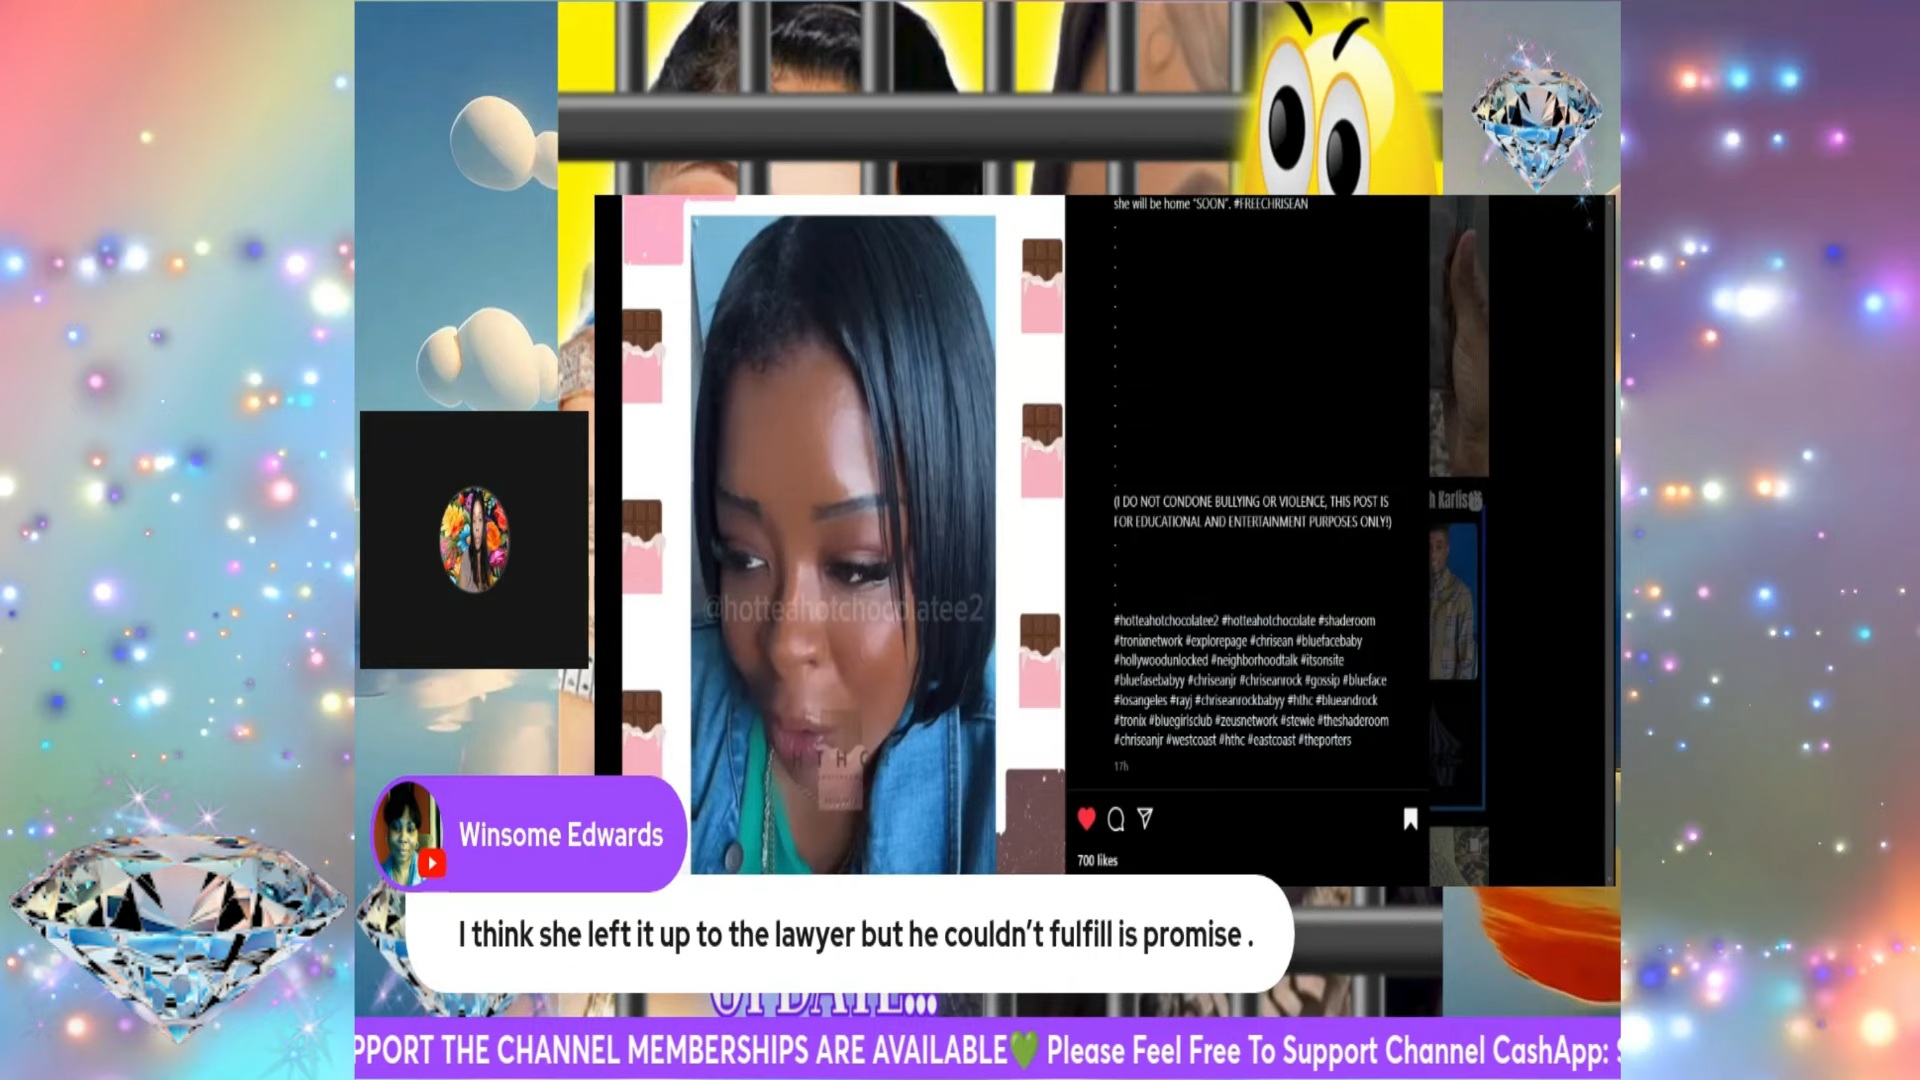 she will be home “SOON”. #FREECHRISEAN
(I DO NOT CONDONE BULLYING OR VIOLENCE, THIS POST IS
FOR EDUCATIONAL AND ENTERTAINMENT PURPOSES ONLY!)
@hotteahotchocolatee2
HTHC
#hotteahotchocolatee2 #hotteahotchocolate #shaderoom
#tronixnetwork #explorepage #chrisean #bluefacebaby
#hollywoodunlocked #neighborhoodtalk #itsonsite
#bluefasebabyy #chriseanjr #chriseanrock #gossip #blueface
#losangeles #rayj #chriseanrockbabyy #hthc #blueandrock
#tronix #bluegirlsclub #zeusnetwork #stewie #theshaderoom
#chriseanjr #westcoast #hthc #eastcoast #theporters
17h
700 likes
h Karlis
Winsome Edwards
I think she left it up to the lawyer but he couldn’t fulfill is promise .
UPDATE...
PPORT THE CHANNEL MEMBERSHIPS ARE AVAILABLE💚 Please Feel Free To Support Channel CashApp: